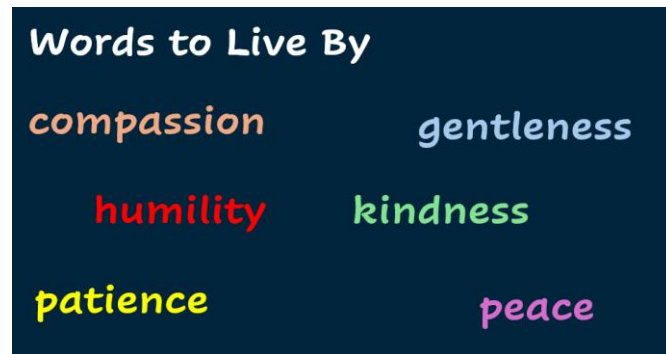 Words to Live By
compassion gentleness
humility kindness
patience peace